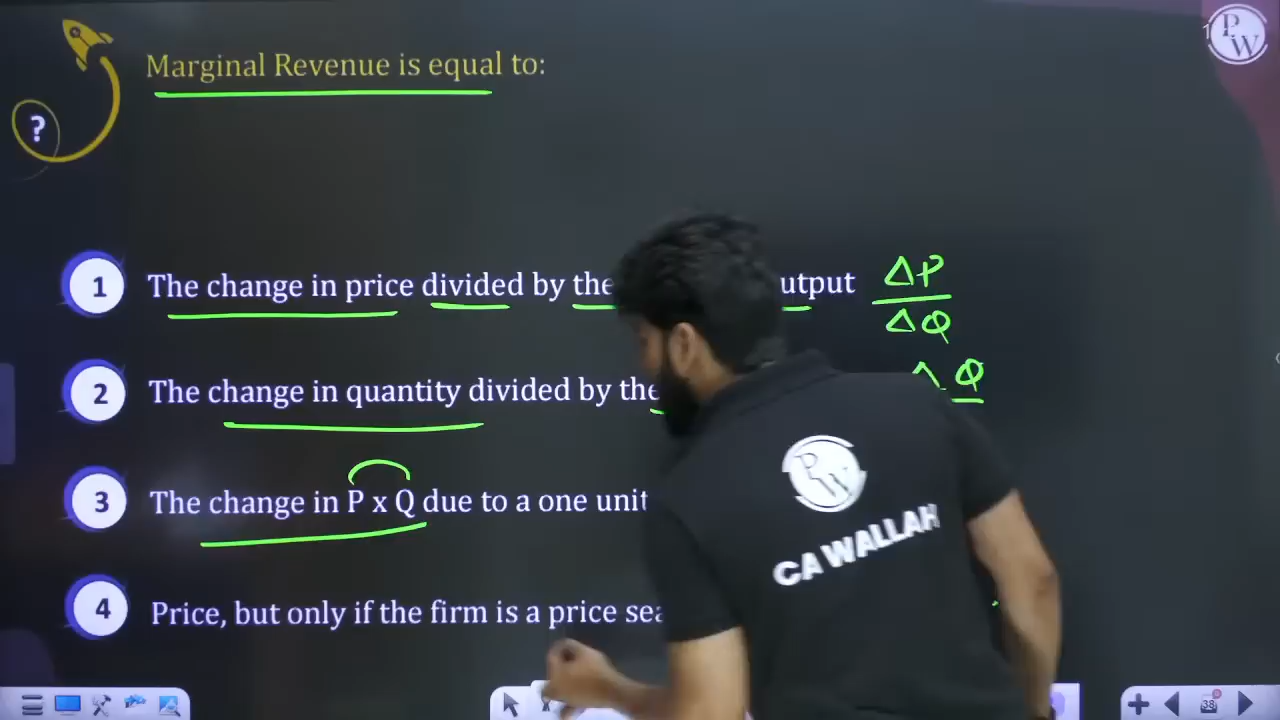 Marginal Revenue is equal to:
?
1 The change in price divided by the utput ΔP
ΔQ
2 The change in quantity divided by the Δ Q
3 The change in P x Q due to a one unit
4 Price, but only if the firm is a price sea
PW
PW
CA WALLAH
38